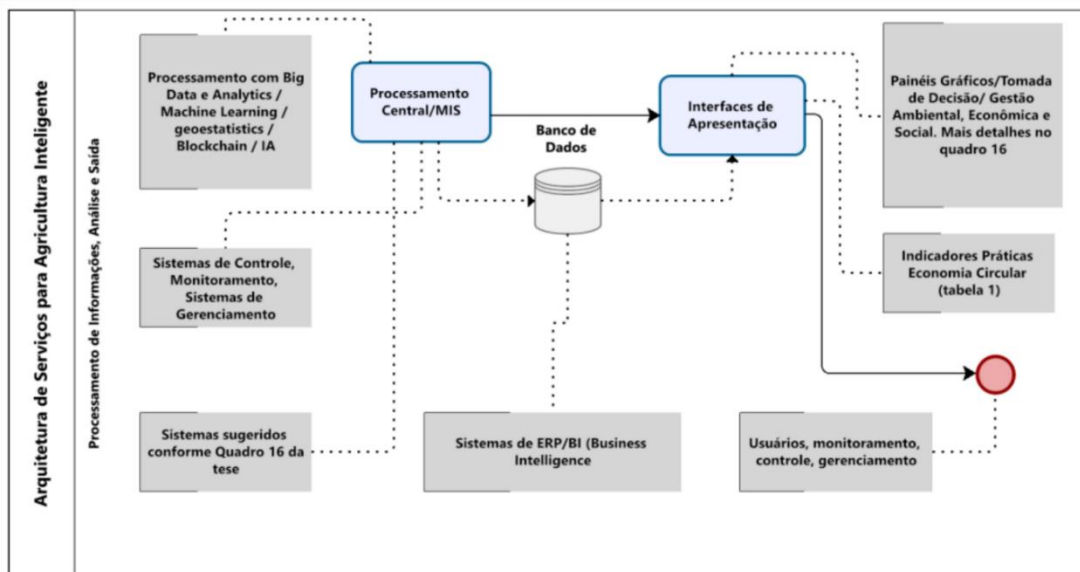 Arquitetura de Serviços para Agricultura Inteligente
Processamento de Informações, Análise e Saída
Processamento com Big
Data e Analytics /
Machine Learning /
geoestatistics /
Blockchain / IA
Processamento
Central/MIS
Banco de
Dados
Interfaces de
Apresentação
Painéis Gráficos/Tomada
de Decisão/ Gestão
Ambiental, Econômica e
Social. Mais detalhes no
quadro 16
Sistemas de Controle,
Monitoramento,
Sistemas de
Gerenciamento
Indicadores Práticas
Economia Circular
(tabela 1)
Sistemas sugeridos
conforme Quadro 16 da
tese
Sistemas de ERP/BI (Business
Intelligence
Usuários, monitoramento,
controle, gerenciamento